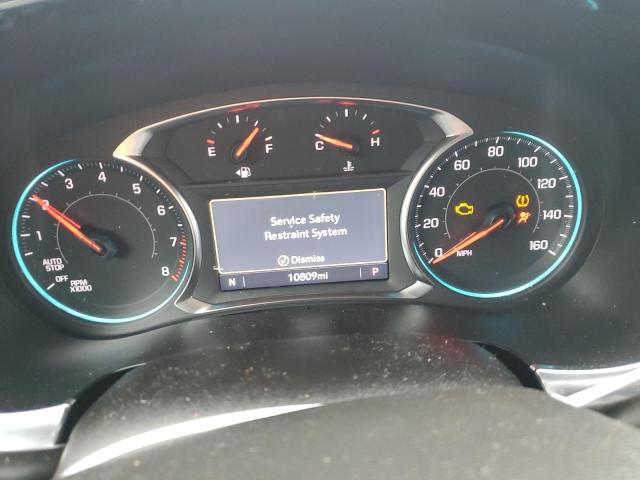 E F C H
1 2 3 4 5 6 7 8
AUTO
STOP
OFF
RPM
X1000
Service Safety
Restraint System
Dismiss
N 10809mi P
0 20 40 60 80 100 120 140 160
MPH